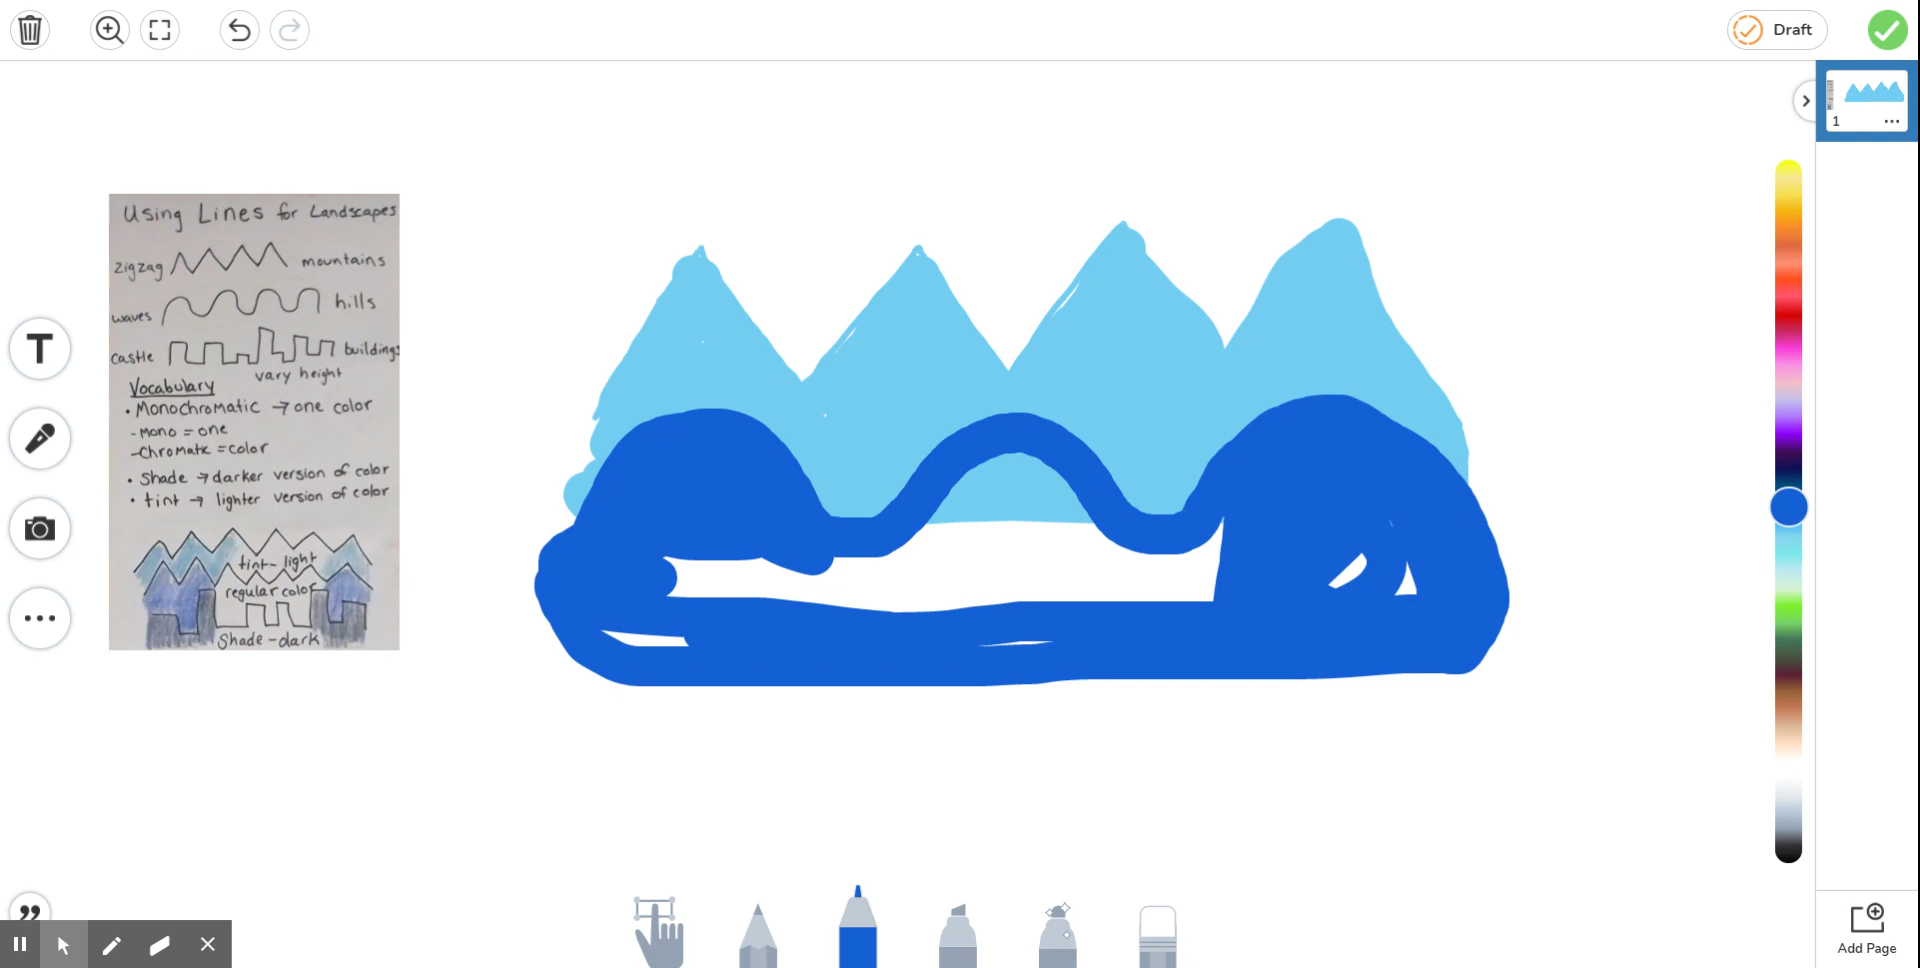 Draft
1
Using Lines for Landscapes
zigzag mountains
waves hills
castle buildings
vary height
Vocabulary
• Monochromatic → one color
- Mono = one
- Chromatic = color
• Shade → darker version of color
• tint → lighter version of color
tint - light
regular color
Shade - dark
T
Add Page